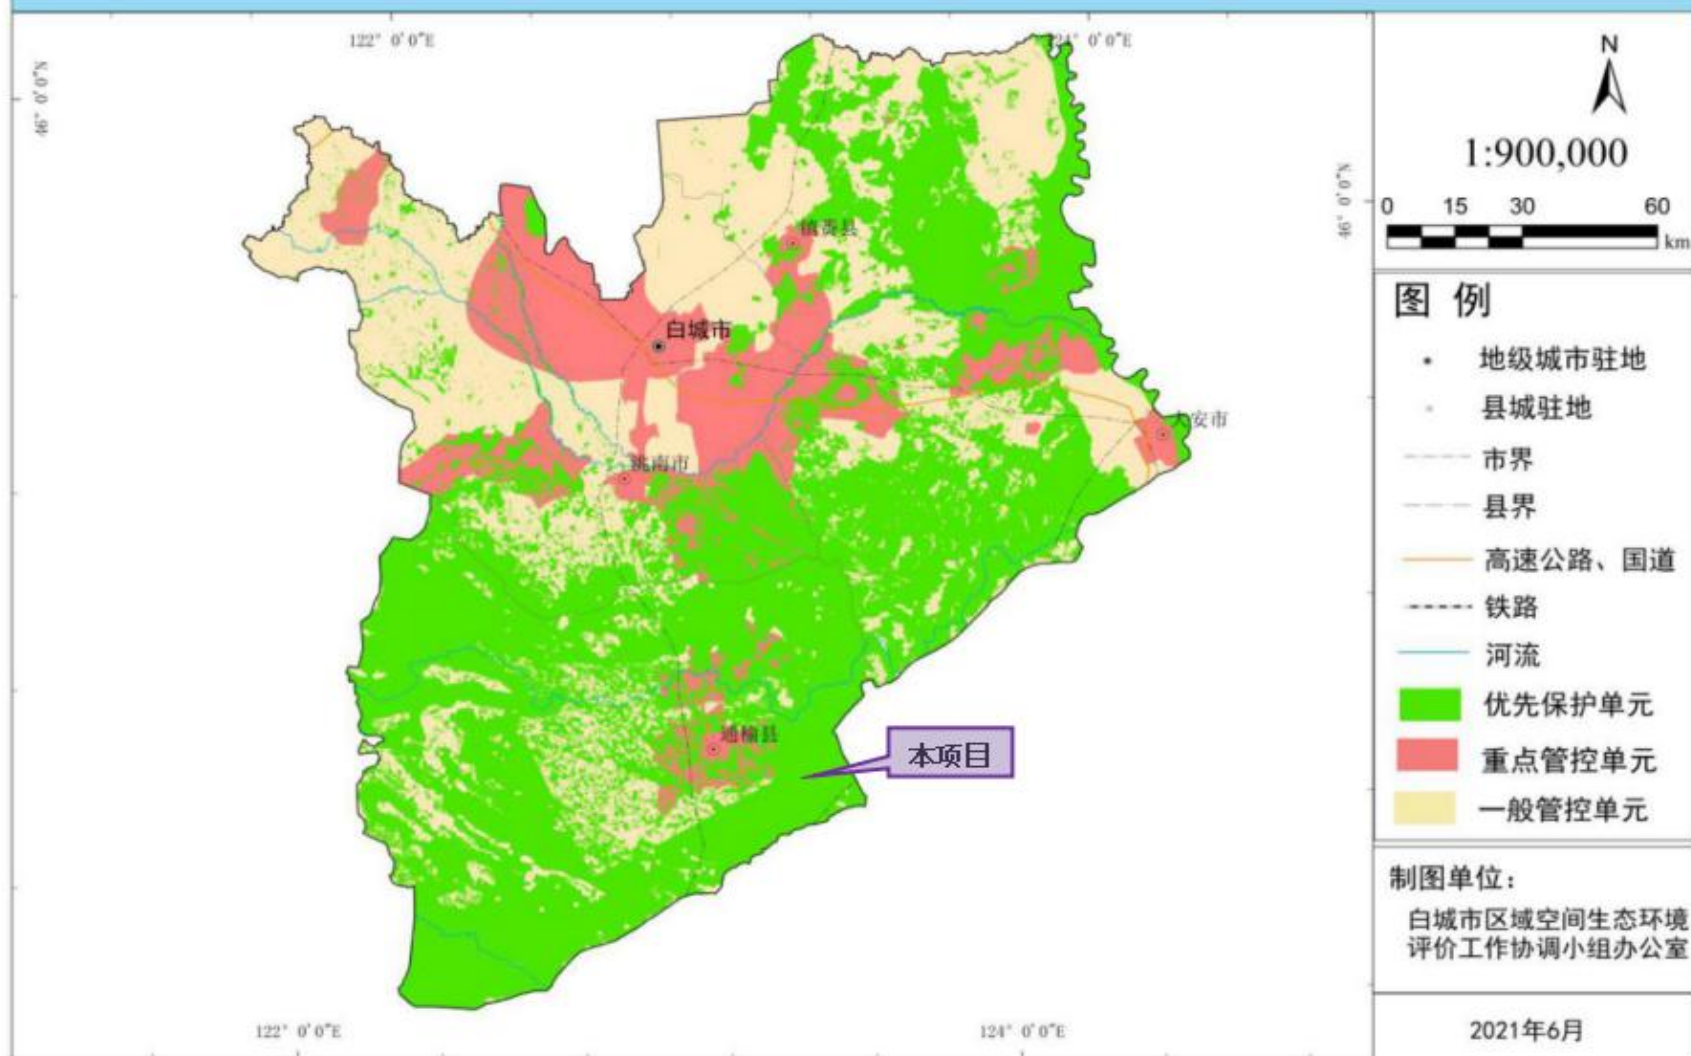 122° 0′0″E
124° 0′0″E
46° 0′0″N
46° 0′0″N
N
1:900,000
0 15 30 60
km
镇赉县
白城市
大安市
洮南市
通榆县
本项目
图 例
地级城市驻地
县城驻地
市界
县界
高速公路、国道
铁路
河流
优先保护单元
重点管控单元
一般管控单元
制图单位：
白城市区域空间生态环境
评价工作协调小组办公室
2021年6月
122° 0′0″E
124° 0′0″E